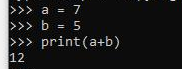 >>> a = 7
>>> b = 5
>>> print(a+b)
12